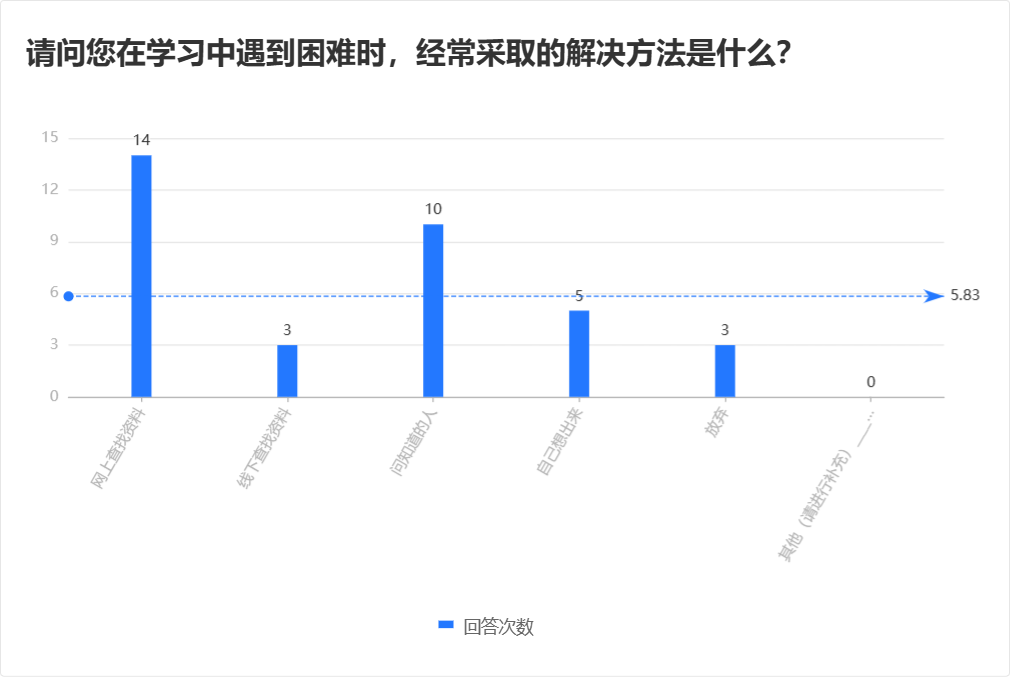 请问您在学习中遇到困难时，经常采取的解决方法是什么？
15
14
12
10
9
6
5
5.83
3
3
3
0
0
网上查找资料
线下查找资料
问知道的人
自己想出来
放弃
其他（请进行补充）____...
回答次数